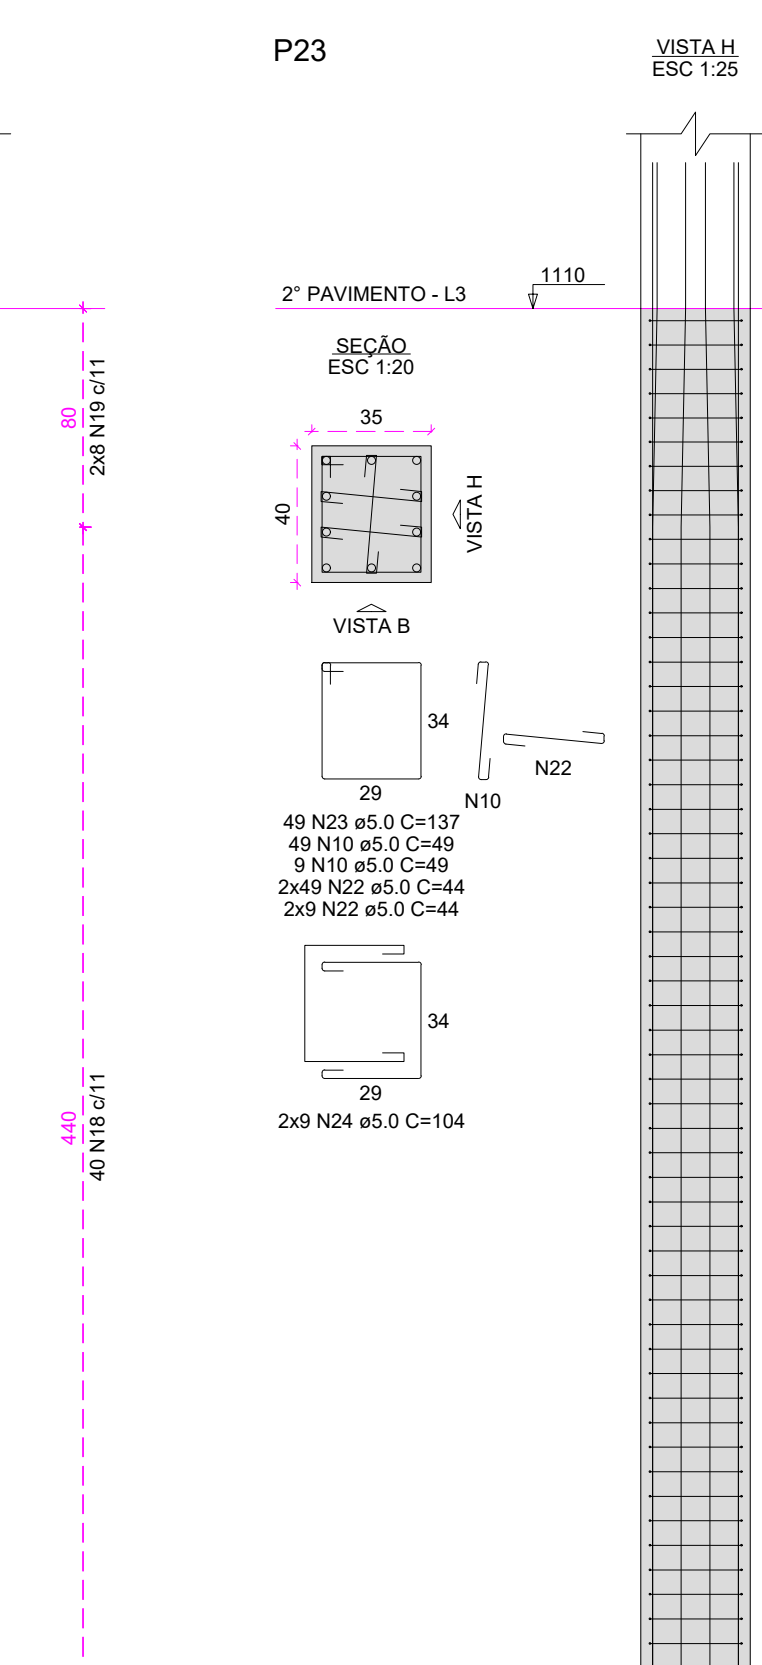 P23
VISTA H
ESC 1:25
1110
2° PAVIMENTO - L3
SEÇÃO
ESC 1:20
35
40
VISTA H
VISTA B
80
2x8 N19 c/11
34
29
N10
N22
49 N23 ø5.0 C=137
49 N10 ø5.0 C=49
9 N10 ø5.0 C=49
2x49 N22 ø5.0 C=44
2x9 N22 ø5.0 C=44
34
29
2x9 N24 ø5.0 C=104
440
40 N18 c/11